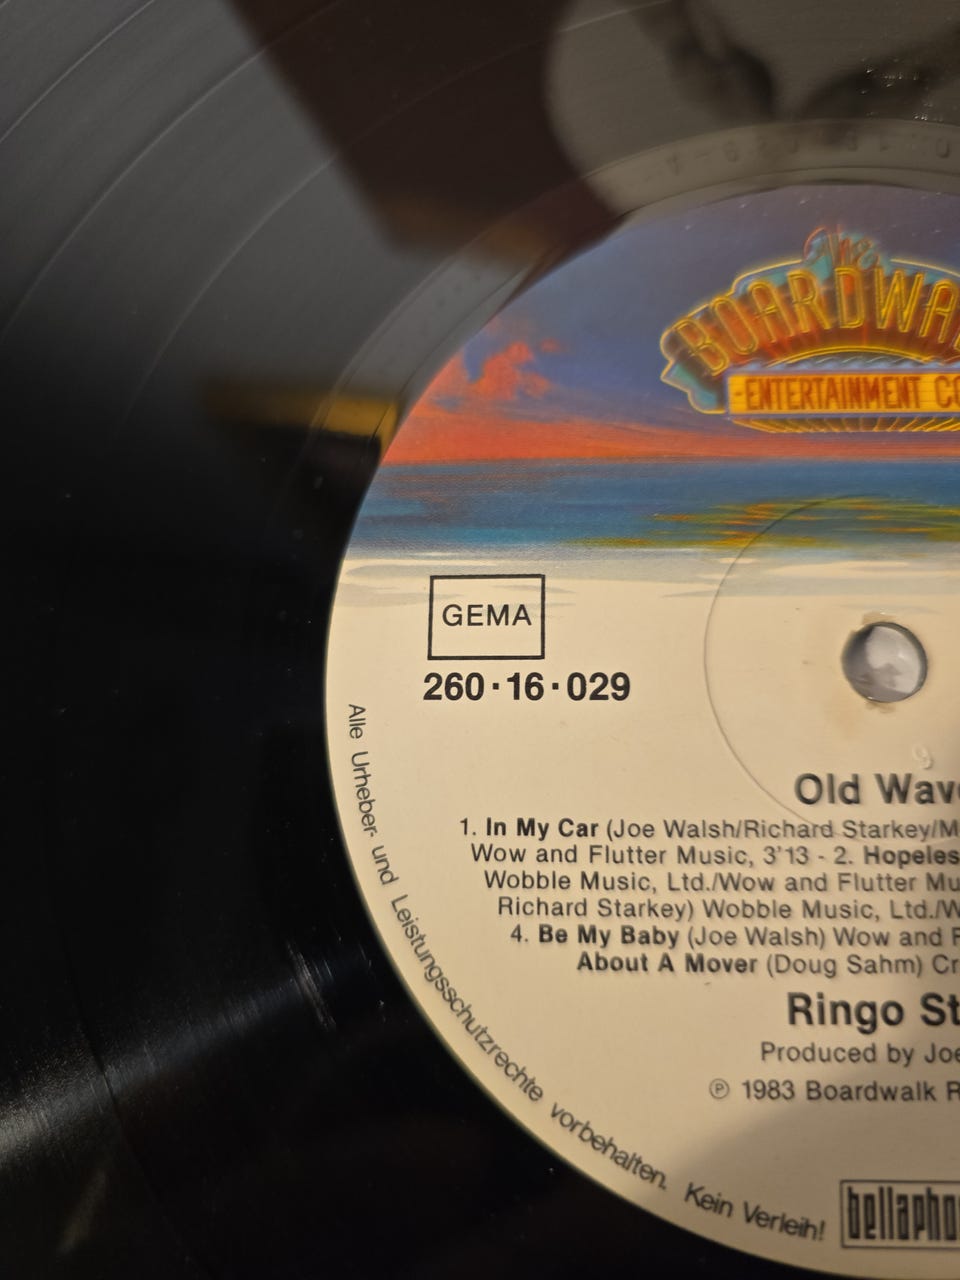 The
BOARDWA
-ENTERTAINMENT CO
GEMA
260·16·029
Old Wave
1. In My Car (Joe Walsh/Richard Starkey/M
Wow and Flutter Music, 3'13 - 2. Hopeles
Wobble Music, Ltd./Wow and Flutter Mu
Richard Starkey) Wobble Music, Ltd./W
4. Be My Baby (Joe Walsh) Wow and F
About A Mover (Doug Sahm) Cr
Ringo St
Produced by Joe
℗ 1983 Boardwalk R
Alle Urheber- und Leistungsschutzrechte vorbehalten. Kein Verleih!
bellapho